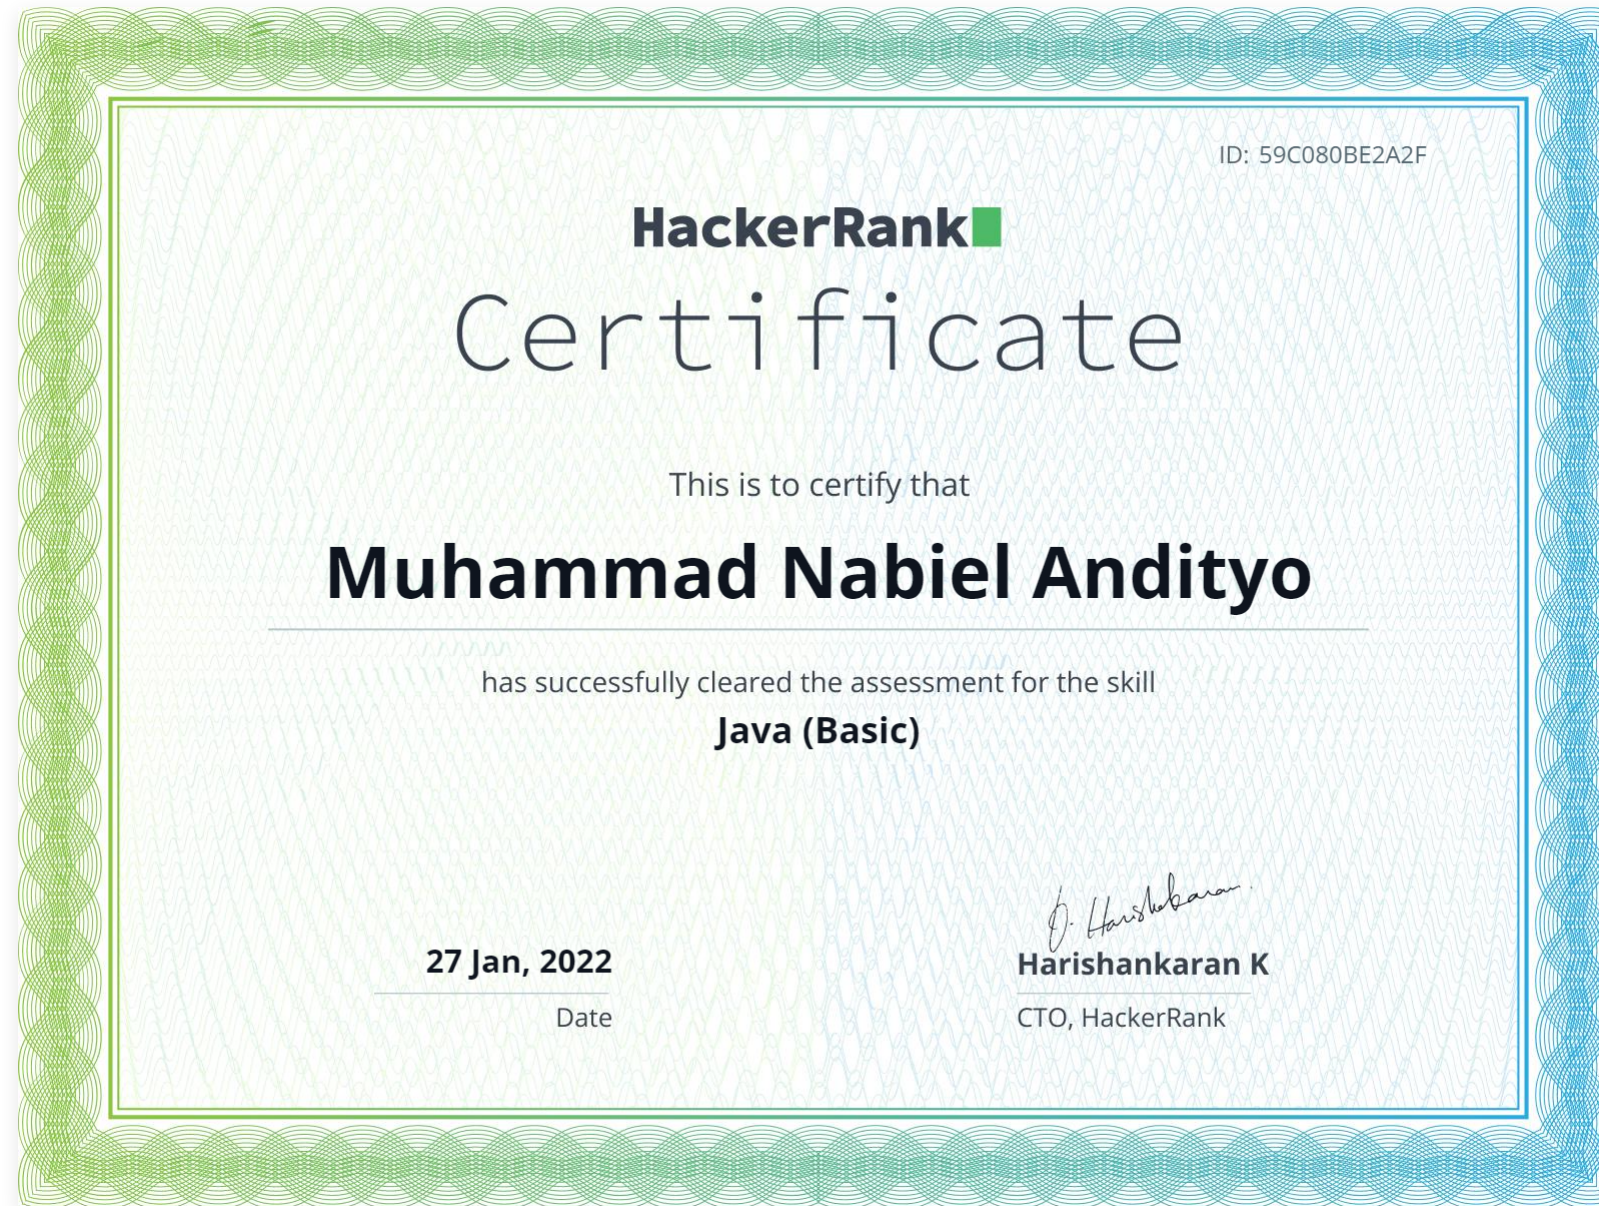 ID: 59C080BE2A2F
HackerRank
Certificate
This is to certify that
Muhammad Nabiel Andityo
has successfully cleared the assessment for the skill
Java (Basic)
27 Jan, 2022
Date
Harishankaran K
CTO, HackerRank